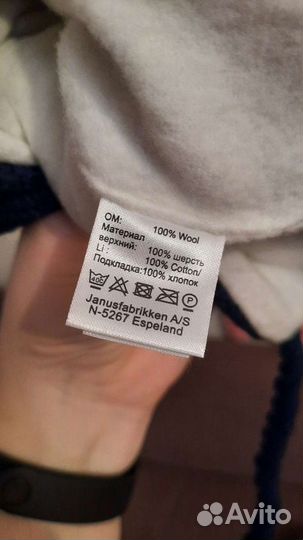 OM: 100% Wool
Материал
верхний: 100% шерсть
Li : 100% Cotton/
Подкладка:100% хлопок
P
Janusfabrikken A/S
N-5267 Espeland
Avito